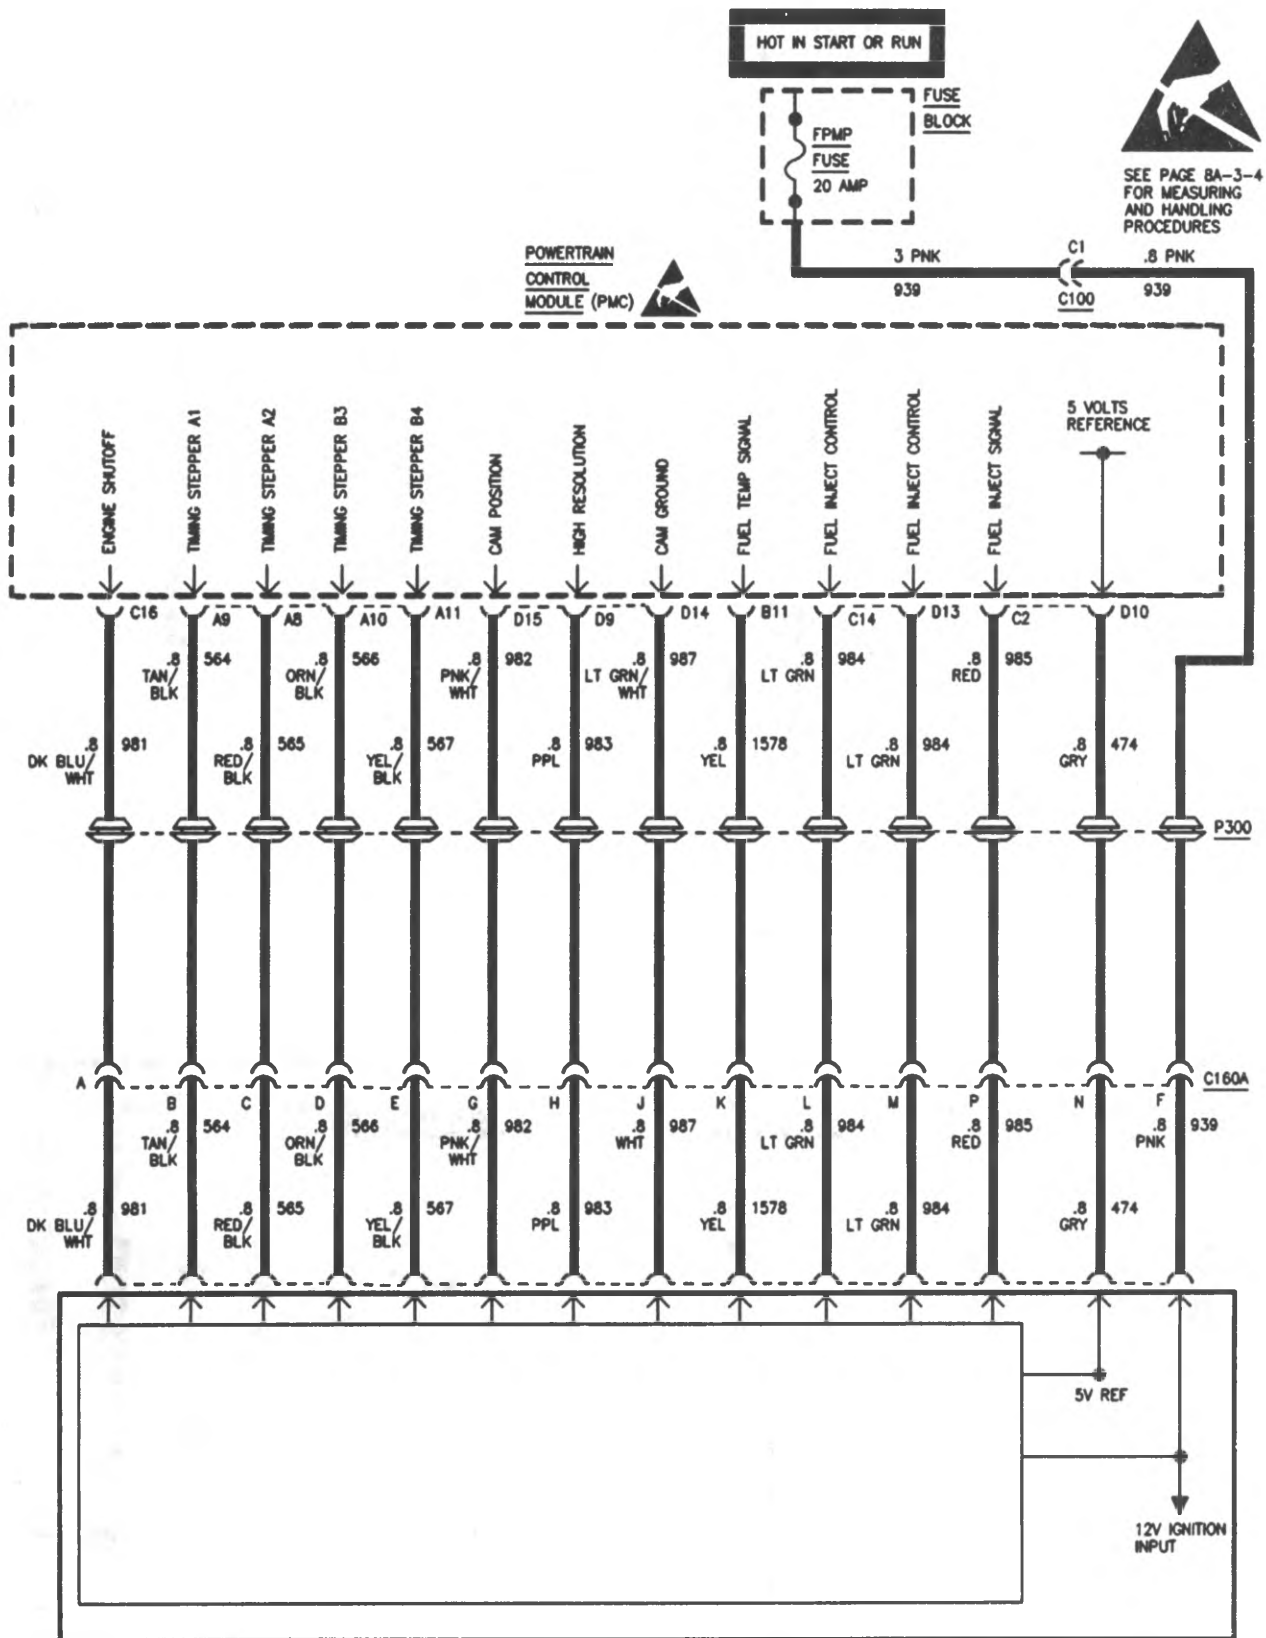 HOT IN START OR RUN
FUSE
BLOCK
FPMP
FUSE
20 AMP
SEE PAGE 8A-3-4
FOR MEASURING
AND HANDLING
PROCEDURES
POWERTRAIN
CONTROL
MODULE (PMC)
3 PNK
939
C1
C100
.8 PNK
939
ENGINE SHUTOFF
TIMING STEPPER A1
TIMING STEPPER A2
TIMING STEPPER B3
TIMING STEPPER B4
CAM POSITION
HIGH RESOLUTION
CAM GROUND
FUEL TEMP SIGNAL
FUEL INJECT CONTROL
FUEL INJECT CONTROL
FUEL INJECT SIGNAL
5 VOLTS
REFERENCE
C16 A9 A8 A10 A11 D15 D9 D14 B11 C14 D13 C2 D10
.8 564
TAN/
BLK
.8 566
ORN/
BLK
.8 982
PNK/
WHT
.8 987
LT GRN/
WHT
.8 984
LT GRN
.8 985
RED
.8 981
DK BLU/
WHT
.8 565
RED/
BLK
.8 567
YEL/
BLK
.8 983
PPL
.8 1578
YEL
.8 984
LT GRN
.8 474
GRY
P300
A B C D E G H J K L M P N F
C160A
.8 564
TAN/
BLK
.8 566
ORN/
BLK
.8 982
PNK/
WHT
.8 987
WHT
.8 984
LT GRN
.8 985
RED
.8 939
PNK
.8 981
DK BLU/
WHT
.8 565
RED/
BLK
.8 567
YEL/
BLK
.8 983
PPL
.8 1578
YEL
.8 984
LT GRN
.8 474
GRY
5V REF
12V IGNITION
INPUT